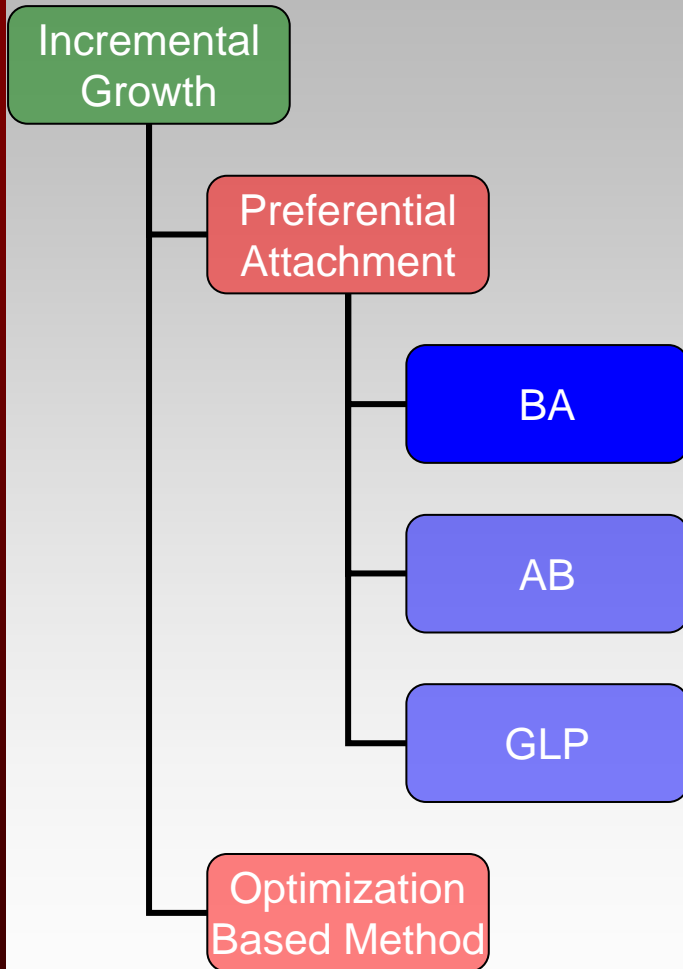 Incremental
Growth
Preferential
Attachment
BA
AB
GLP
Optimization
Based Method